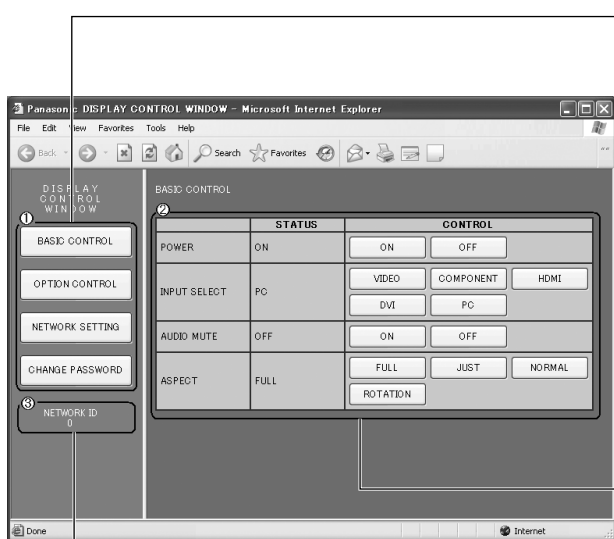 Panasonic DISPLAY CONTROL WINDOW - Microsoft Internet Explorer
File Edit View Favorites Tools Help
Back Search Favorites
DISPLAY
CONTROL
WINDOW
①
BASIC CONTROL
OPTION CONTROL
NETWORK SETTING
CHANGE PASSWORD
③
NETWORK ID
0
BASIC CONTROL
②
STATUS CONTROL
POWER ON ON OFF
INPUT SELECT PC VIDEO COMPONENT HDMI
DVI PC
AUDIO MUTE OFF ON OFF
ASPECT FULL FULL JUST NORMAL
ROTATION
Done Internet